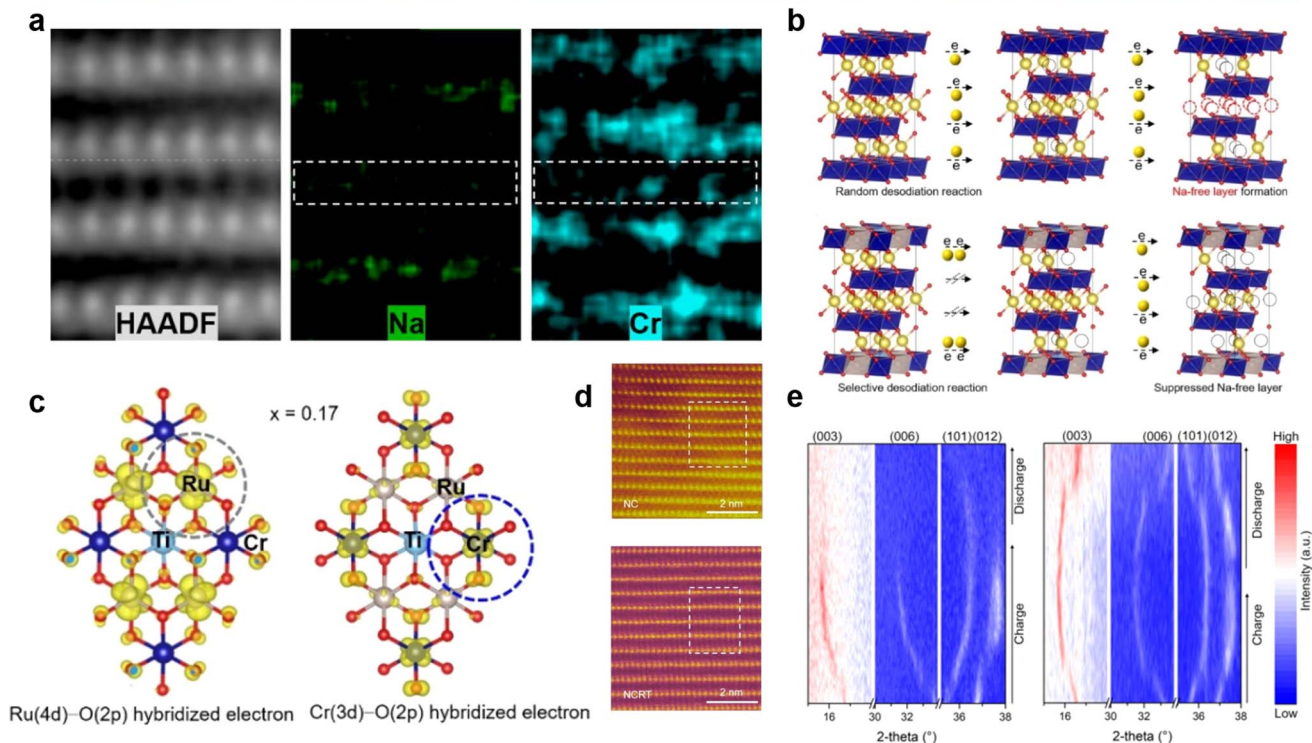 a
HAADF
Na
Cr
b
e e
e e
e e
e e
Random desodiation reaction
Na-free layer formation
e e e
e
e
e e e
Selective desodiation reaction
Suppressed Na-free layer
c
x = 0.17
Ru
Ti
Cr
Ru(4d)–O(2p) hybridized electron
Ru
Ti
Cr
Cr(3d)–O(2p) hybridized electron
d
NC
2 nm
NCRT
2 nm
e
(003) (006) (101)(012)
Discharge
Charge
16 30 32 36 38
2-theta (°)
(003) (006) (101)(012)
Discharge
Charge
16 30 32 36 38
2-theta (°)
High
Intensity (a.u.)
Low